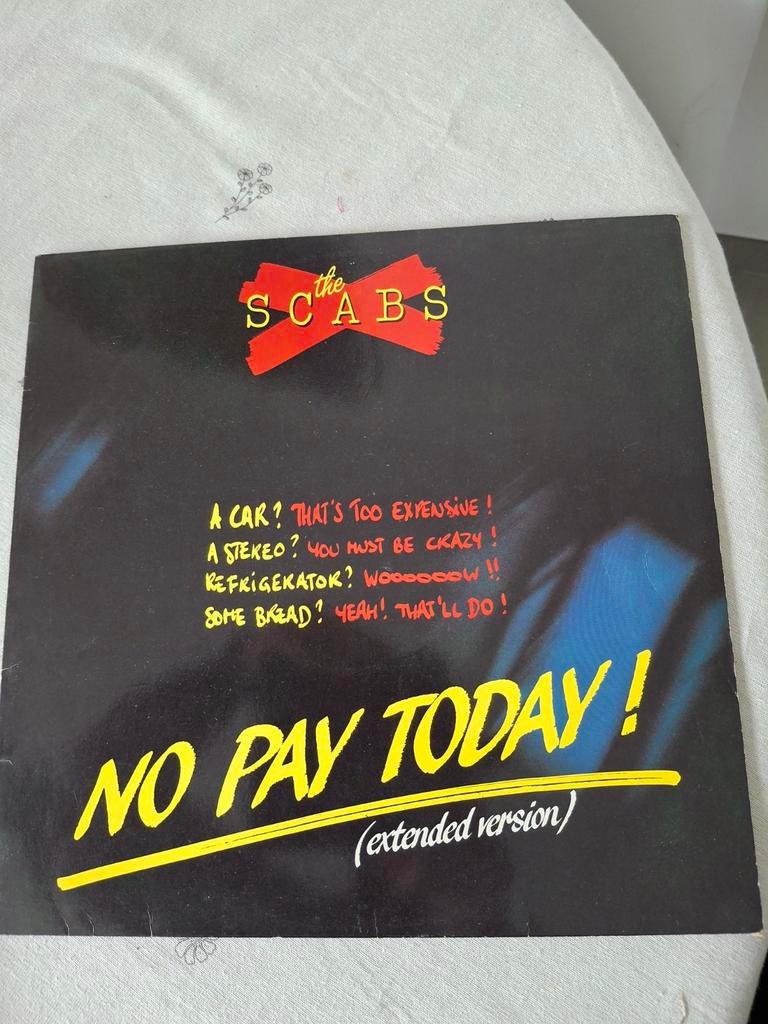 the
SCABS
A CAR? THAT'S TOO EXPENSIVE!
A STEREO? YOU MUST BE CRAZY!
REFRIGERATOR? WOOOOOOOW!!
SOME BREAD? YEAH! THAT'LL DO!
NO PAY TODAY!
(extended version)